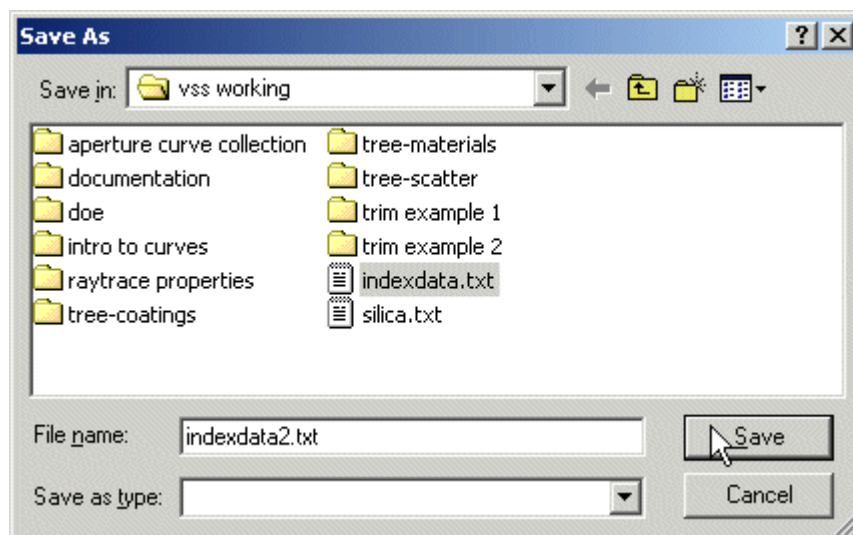 Save As
Save in: vss working
aperture curve collection
documentation
doe
intro to curves
raytrace properties
tree-coatings
tree-materials
tree-scatter
trim example 1
trim example 2
indexdata.txt
silica.txt
File name: indexdata2.txt
Save
Save as type:
Cancel